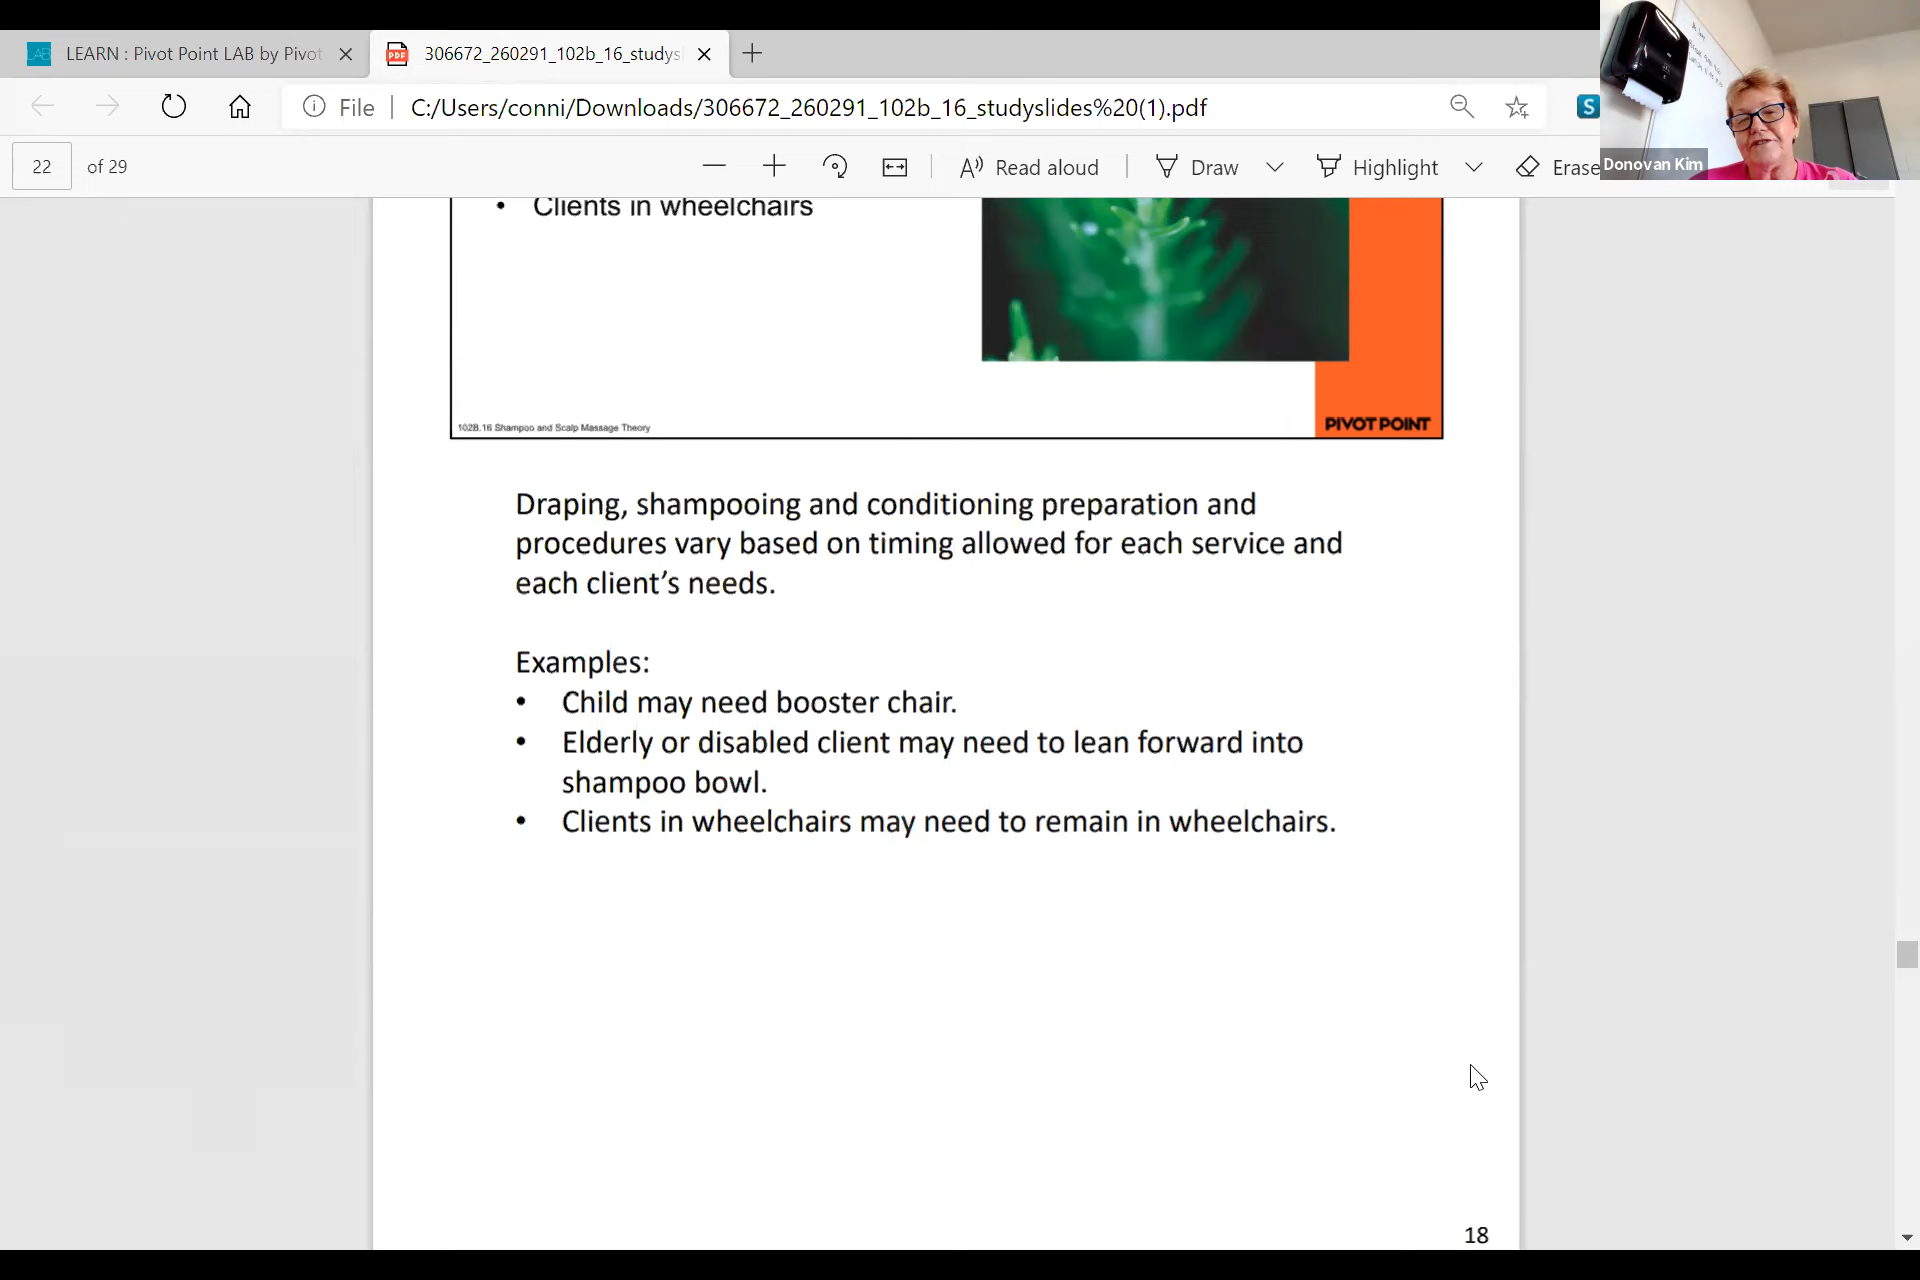 LAB
LEARN : Pivot Point LAB by Pivot
PDF
306672_260291_102b_16_studys
File
C:/Users/conni/Downloads/306672_260291_102b_16_studyslides%20(1).pdf
S
22 of 29
Read aloud
Draw
Highlight
Erase
Donovan Kim
• Clients in wheelchairs
102B.16 Shampoo and Scalp Massage Theory
PIVOT POINT
Draping, shampooing and conditioning preparation and
procedures vary based on timing allowed for each service and
each client’s needs.
Examples:
• Child may need booster chair.
• Elderly or disabled client may need to lean forward into
shampoo bowl.
• Clients in wheelchairs may need to remain in wheelchairs.
18